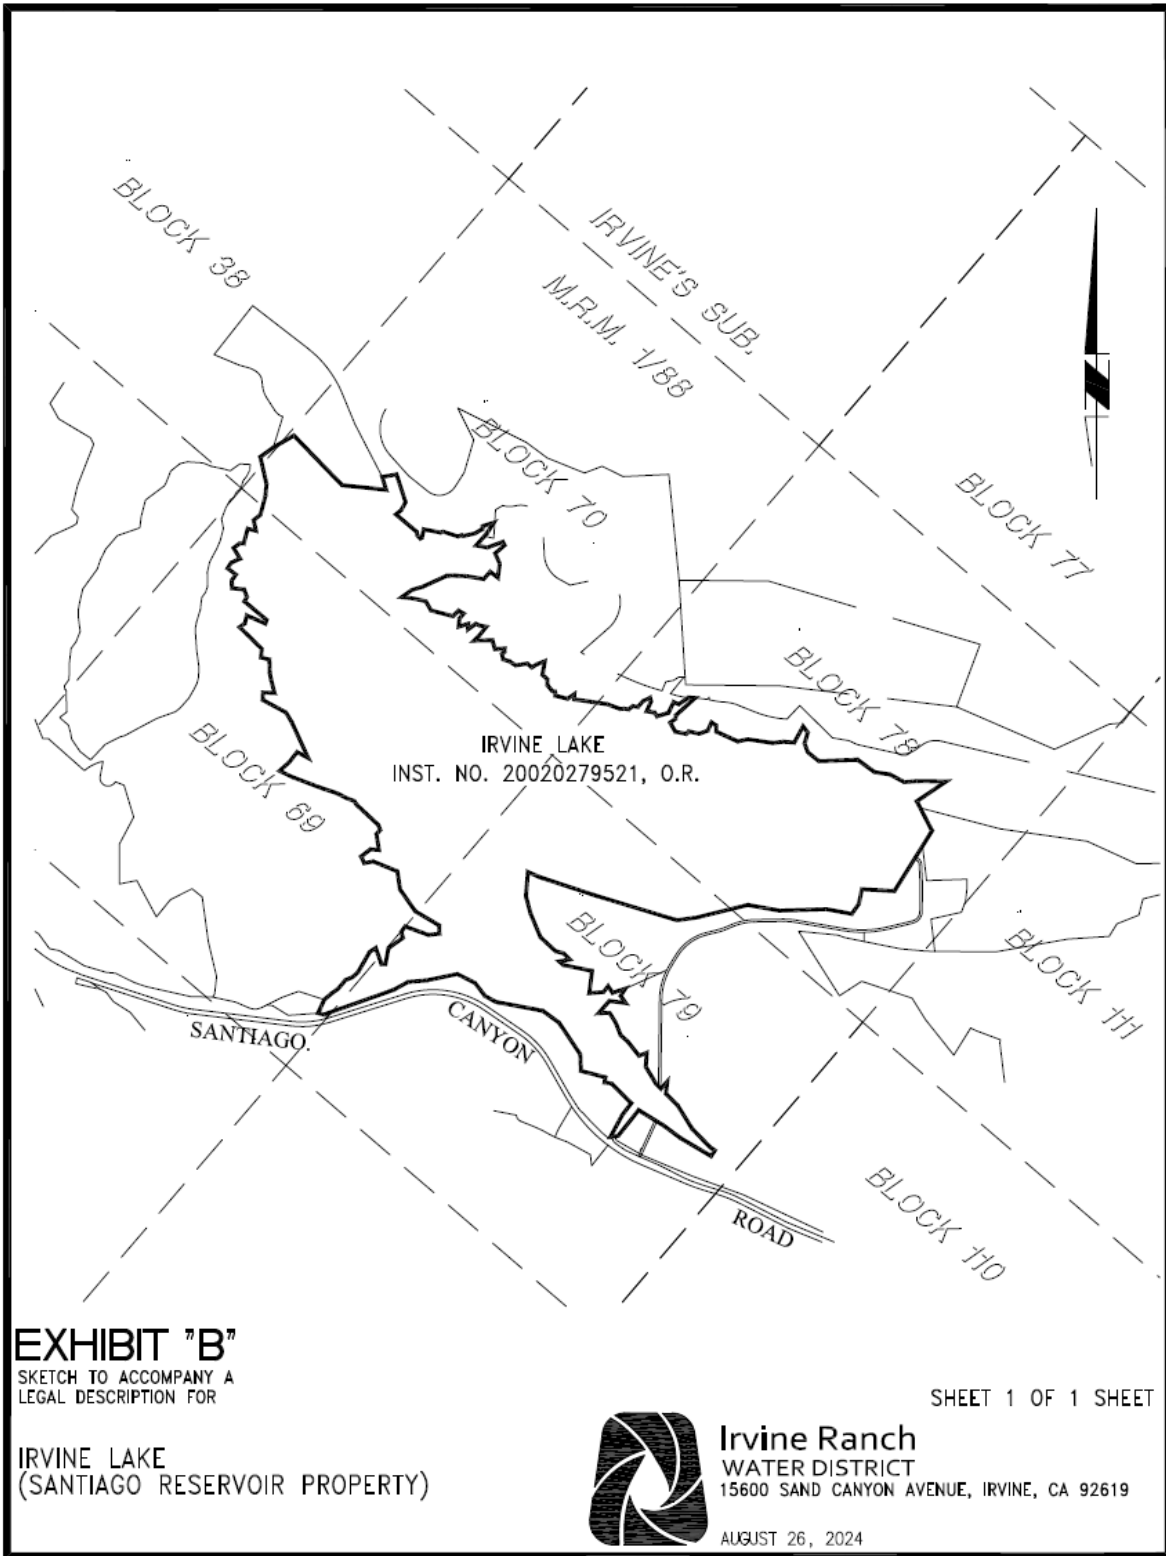 BLOCK 38
IRVINE'S SUB.
M.R.M. 1/88
N
BLOCK 70
BLOCK 77
BLOCK 78
IRVINE LAKE
INST. NO. 20020279521, O.R.
BLOCK 69
BLOCK 79
BLOCK 111
SANTIAGO
CANYON
ROAD
BLOCK 110
EXHIBIT "B"
SKETCH TO ACCOMPANY A
LEGAL DESCRIPTION FOR
SHEET 1 OF 1 SHEET
IRVINE LAKE
(SANTIAGO RESERVOIR PROPERTY)
Irvine Ranch
WATER DISTRICT
15600 SAND CANYON AVENUE, IRVINE, CA 92619
AUGUST 26, 2024